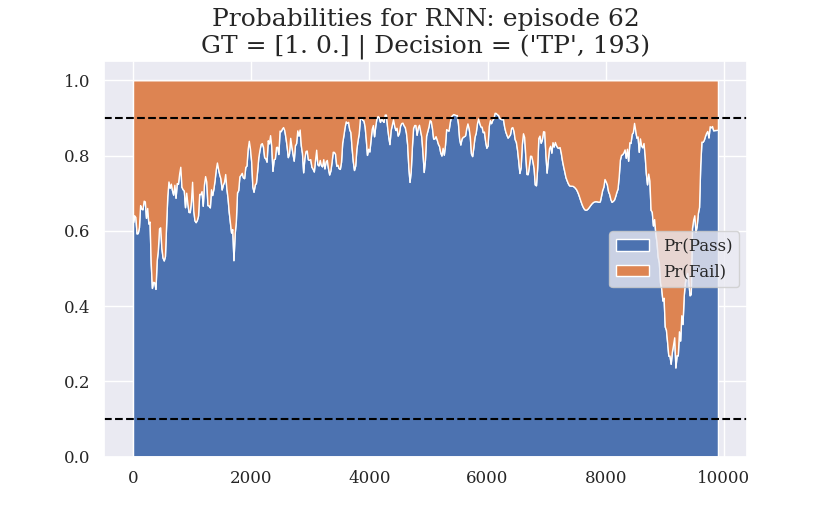 Probabilities for RNN: episode 62
GT = [1. 0.] | Decision = ('TP', 193)
1.0
0.8
0.6
0.4
0.2
0.0
Pr(Pass)
Pr(Fail)
0 2000 4000 6000 8000 10000